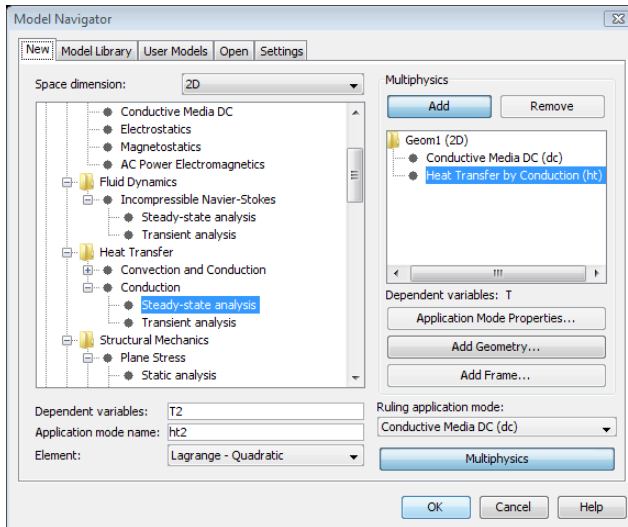 Model Navigator
New
Model Library
User Models
Open
Settings
Space dimension:
2D
Conductive Media DC
Electrostatics
Magnetostatics
AC Power Electromagnetics
Fluid Dynamics
Incompressible Navier-Stokes
Steady-state analysis
Transient analysis
Heat Transfer
Convection and Conduction
Conduction
Steady-state analysis
Transient analysis
Structural Mechanics
Plane Stress
Static analysis
Dependent variables:
T2
Application mode name:
ht2
Element:
Lagrange - Quadratic
Multiphysics
Add
Remove
Geom1 (2D)
Conductive Media DC (dc)
Heat Transfer by Conduction (ht)
Dependent variables: T
Application Mode Properties...
Add Geometry...
Add Frame...
Ruling application mode:
Conductive Media DC (dc)
Multiphysics
OK
Cancel
Help